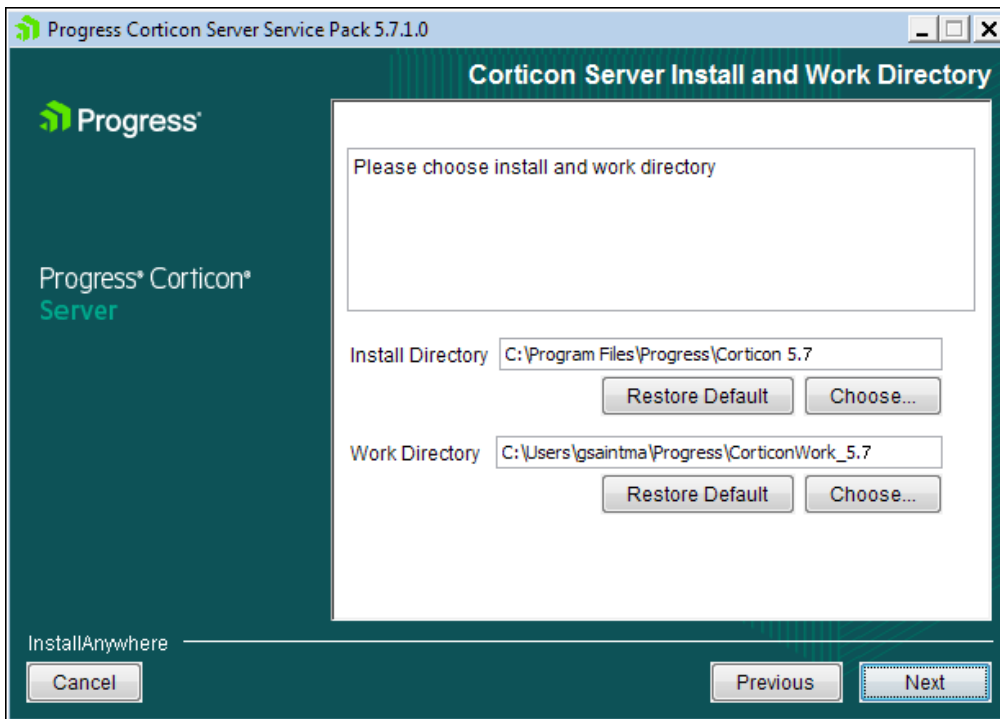 Progress Corticon Server Service Pack 5.7.1.0
Corticon Server Install and Work Directory
Progress®
Progress® Corticon®
Server
Please choose install and work directory
Install Directory C:\Program Files\Progress\Corticon 5.7
Restore Default Choose...
Work Directory C:\Users\gsaintma\Progress\CorticonWork_5.7
Restore Default Choose...
InstallAnywhere
Cancel Previous Next